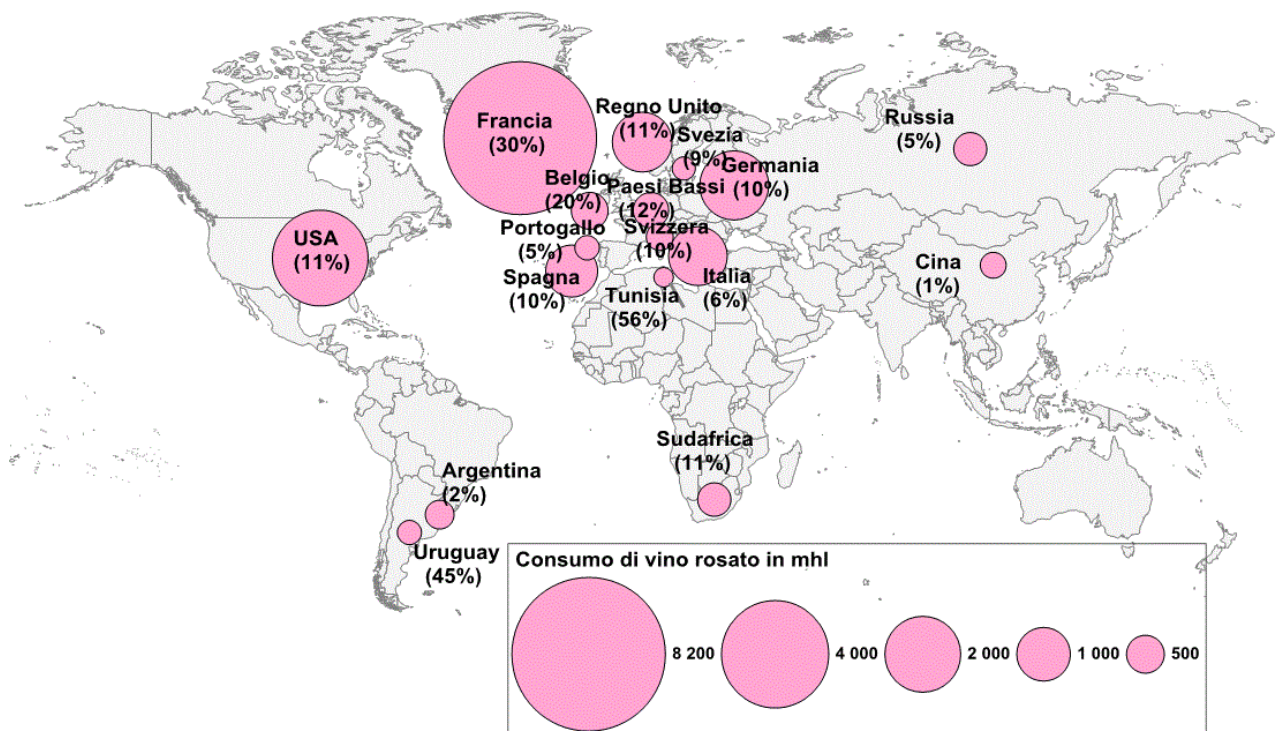 Francia
(30%)
Regno Unito
(11%)
Svezia
(9%)
Germania
(10%)
Russia
(5%)
Belgio
(20%)
Paesi Bassi
(12%)
USA
(11%)
Portogallo
(5%)
Svizzera
(10%)
Spagna
(10%)
Italia
(6%)
Tunisia
(56%)
Cina
(1%)
Sudafrica
(11%)
Argentina
(2%)
Uruguay
(45%)
Consumo di vino rosato in mhl
8 200
4 000
2 000
1 000
500